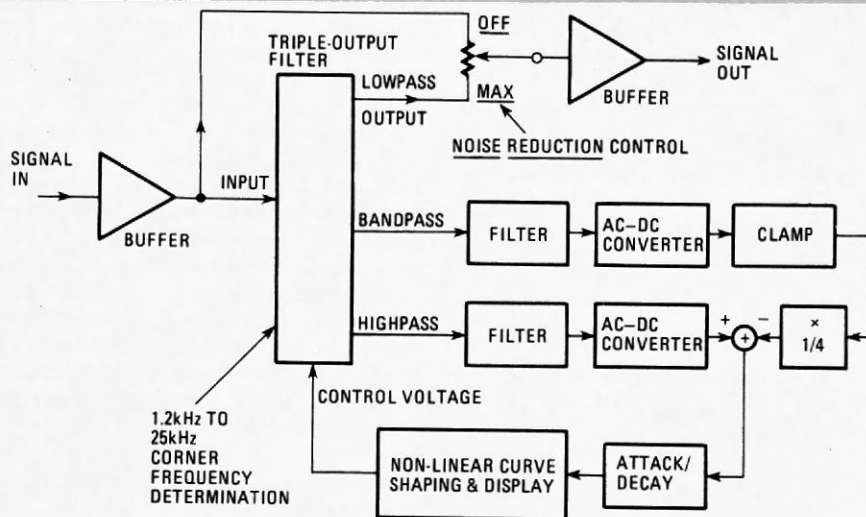 OFF
TRIPLE-OUTPUT
FILTER
LOWPASS
OUTPUT
MAX
BUFFER
SIGNAL
OUT
NOISE REDUCTION CONTROL
SIGNAL
IN
INPUT
BUFFER
BANDPASS
FILTER
AC–DC
CONVERTER
CLAMP
HIGHPASS
FILTER
AC–DC
CONVERTER
+
–
+
×
1/4
CONTROL VOLTAGE
1.2kHz TO
25kHz
CORNER
FREQUENCY
DETERMINATION
NON-LINEAR CURVE
SHAPING & DISPLAY
ATTACK/
DECAY